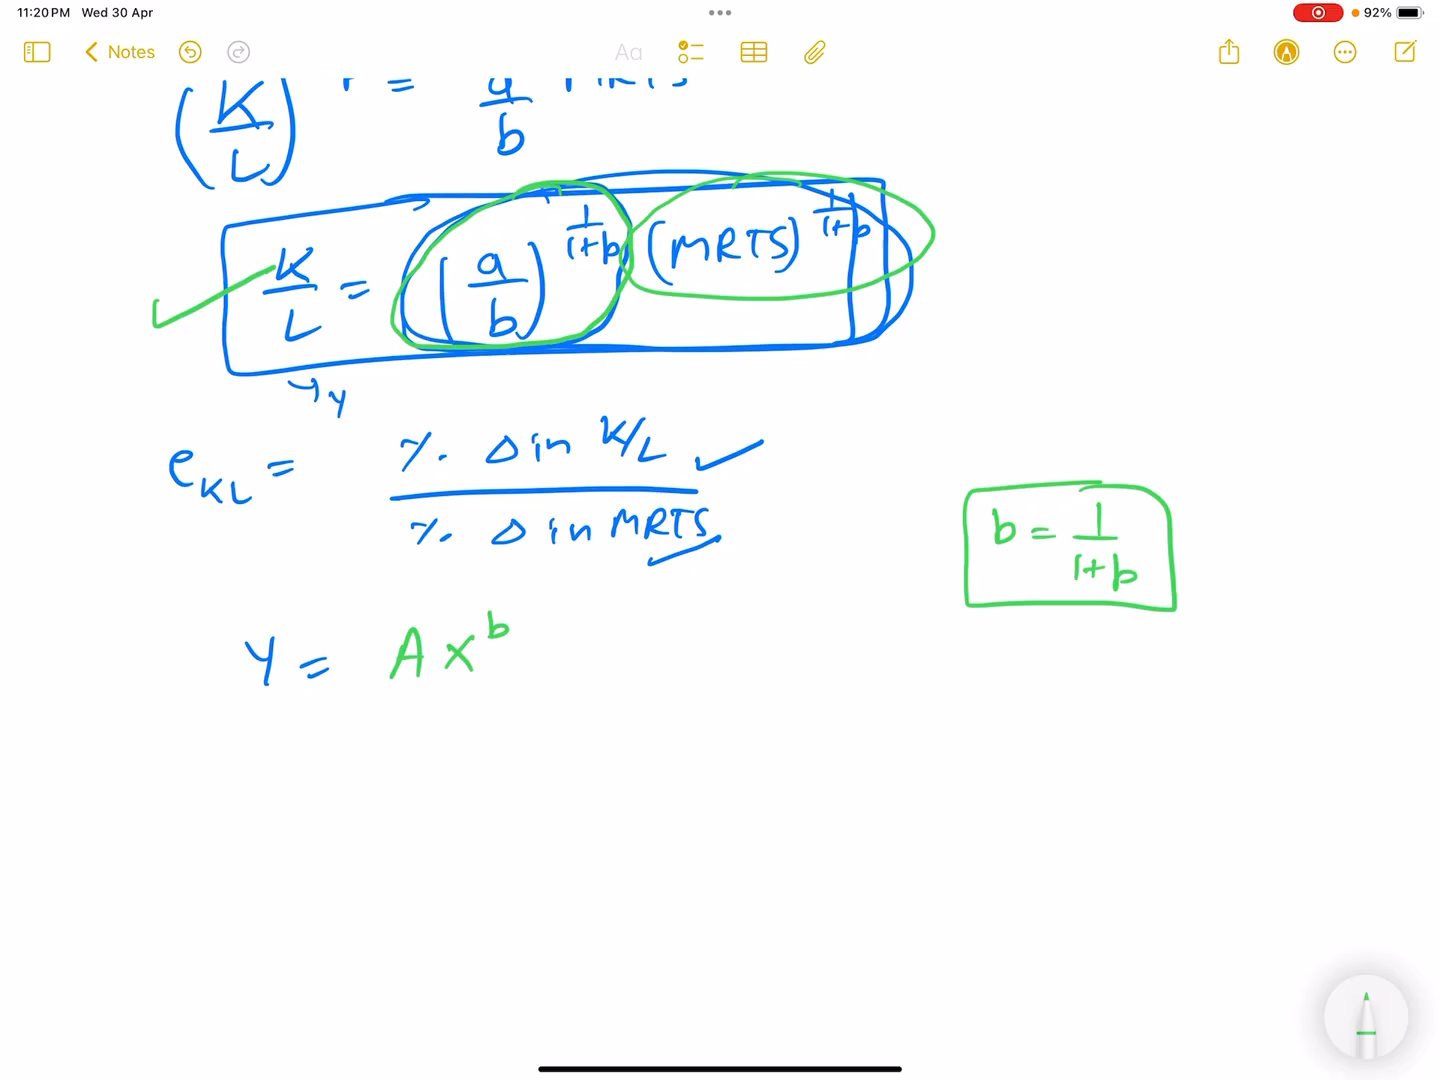 11:20 PM Wed 30 Apr 92%
Notes Aa
(K/L) = a/b
K/L = (a/b)^(1/(1+b)) (MRTS)^(1/(1+b))
y
e_KL = % Δ in K/L / % Δ in MRTS
b = 1/(1+b)
Y = A x^b